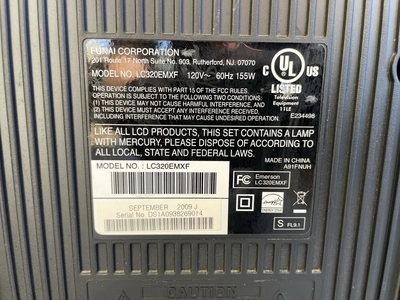 FUNAI CORPORATION
201 Route 17 North Suite No. 903, Rutherford, NJ, 07070
MODEL NO. LC320EMXF 120V~ 60Hz 155W
THIS DEVICE COMPLIES WITH PART 15 OF THE FCC RULES.
OPERATION IS SUBJECT TO THE FOLLOWING TWO CONDITIONS:
(1) THIS DEVICE MAY NOT CAUSE HARMFUL INTERFERENCE, AND
(2) THIS DEVICE MUST ACCEPT ANY INTERFERENCE RECEIVED,
INCLUDING INTERFERENCE THAT MAY CAUSE UNDESIRED OPERATION.
C UL US
LISTED
Television
Equipment
11LE
E234498
LIKE ALL LCD PRODUCTS, THIS SET CONTAINS A LAMP
WITH MERCURY, PLEASE DISPOSE OF ACCORDING
TO ALL LOCAL, STATE AND FEDERAL LAWS.
MADE IN CHINA
A91FNUH
MODEL NO. : LC320EMXF
FC Emerson
LC320EMXF
SEPTEMBER 2009 J
Serial No. DS1A0938269014
S FL9.1
CAUTION